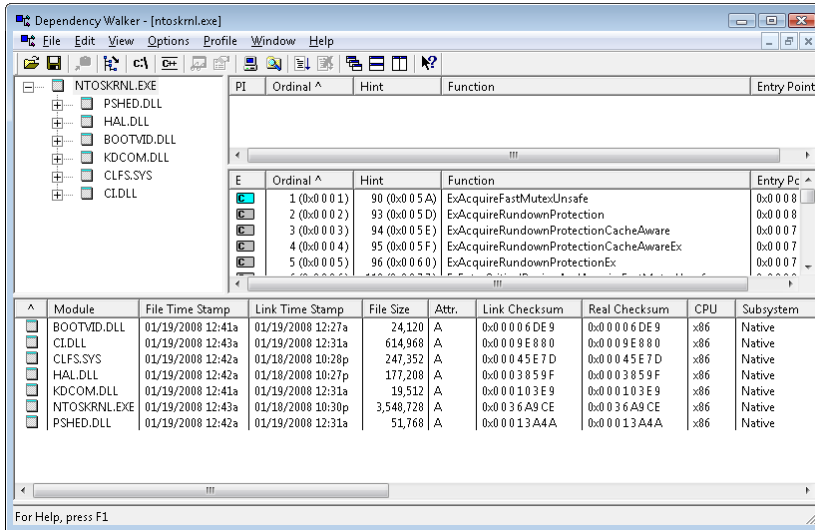 Dependency Walker - [ntoskrnl.exe]
File Edit View Options Profile Window Help
C:\
NTOSKRNL.EXE
PSHED.DLL
HAL.DLL
BOOTVID.DLL
KDCOM.DLL
CLFS.SYS
CI.DLL
PI Ordinal ^ Hint Function Entry Point
E Ordinal ^ Hint Function Entry Pc
C 1 (0x0001) 90 (0x005A) ExAcquireFastMutexUnsafe 0x0008
C 2 (0x0002) 93 (0x005D) ExAcquireRundownProtection 0x0008
C 3 (0x0003) 94 (0x005E) ExAcquireRundownProtectionCacheAware 0x0007
C 4 (0x0004) 95 (0x005F) ExAcquireRundownProtectionCacheAwareEx 0x0007
C 5 (0x0005) 96 (0x0060) ExAcquireRundownProtectionEx 0x0007
^ Module File Time Stamp Link Time Stamp File Size Attr. Link Checksum Real Checksum CPU Subsystem
BOOTVID.DLL 01/19/2008 12:41a 01/19/2008 12:27a 24,120 A 0x00006DE9 0x00006DE9 x86 Native
CI.DLL 01/19/2008 12:43a 01/19/2008 12:31a 614,968 A 0x0009E880 0x0009E880 x86 Native
CLFS.SYS 01/19/2008 12:42a 01/18/2008 10:28p 247,352 A 0x00045E7D 0x00045E7D x86 Native
HAL.DLL 01/19/2008 12:42a 01/18/2008 10:27p 177,208 A 0x0003859F 0x0003859F x86 Native
KDCOM.DLL 01/19/2008 12:41a 01/19/2008 12:31a 19,512 A 0x000103E9 0x000103E9 x86 Native
NTOSKRNL.EXE 01/19/2008 12:43a 01/18/2008 10:30p 3,548,728 A 0x0036A9CE 0x0036A9CE x86 Native
PSHED.DLL 01/19/2008 12:42a 01/19/2008 12:31a 51,768 A 0x00013A4A 0x00013A4A x86 Native
For Help, press F1